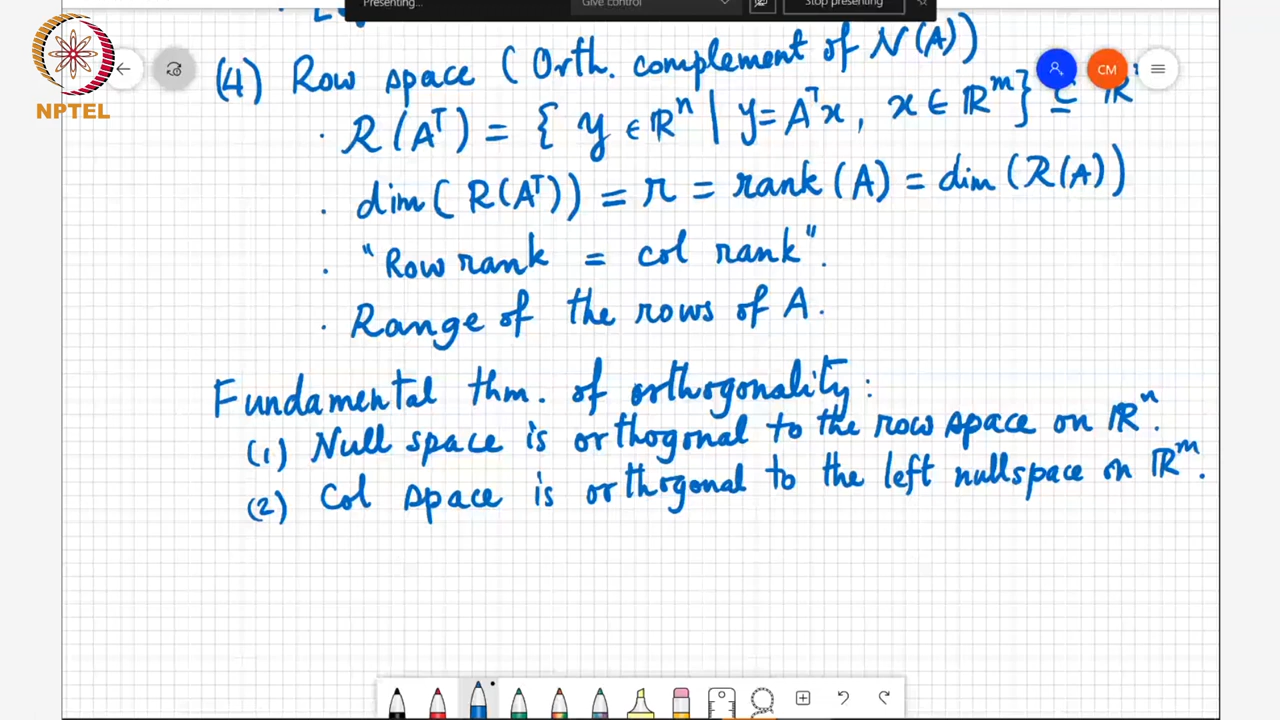 Presenting...
Give control
Stop presenting
NPTEL
CM
(4) Row space (Orth. complement of N(A))
· R(Aᵀ) = { y ∈ ℝⁿ | y = Aᵀx, x ∈ ℝᵐ } ⊆ ℝ
· dim(R(Aᵀ)) = r = rank(A) = dim(R(A))
· "Row rank = col rank".
· Range of the rows of A.
Fundamental thm. of orthogonality:
(1) Null space is orthogonal to the row space on ℝⁿ.
(2) Col space is orthogonal to the left nullspace on ℝᵐ.